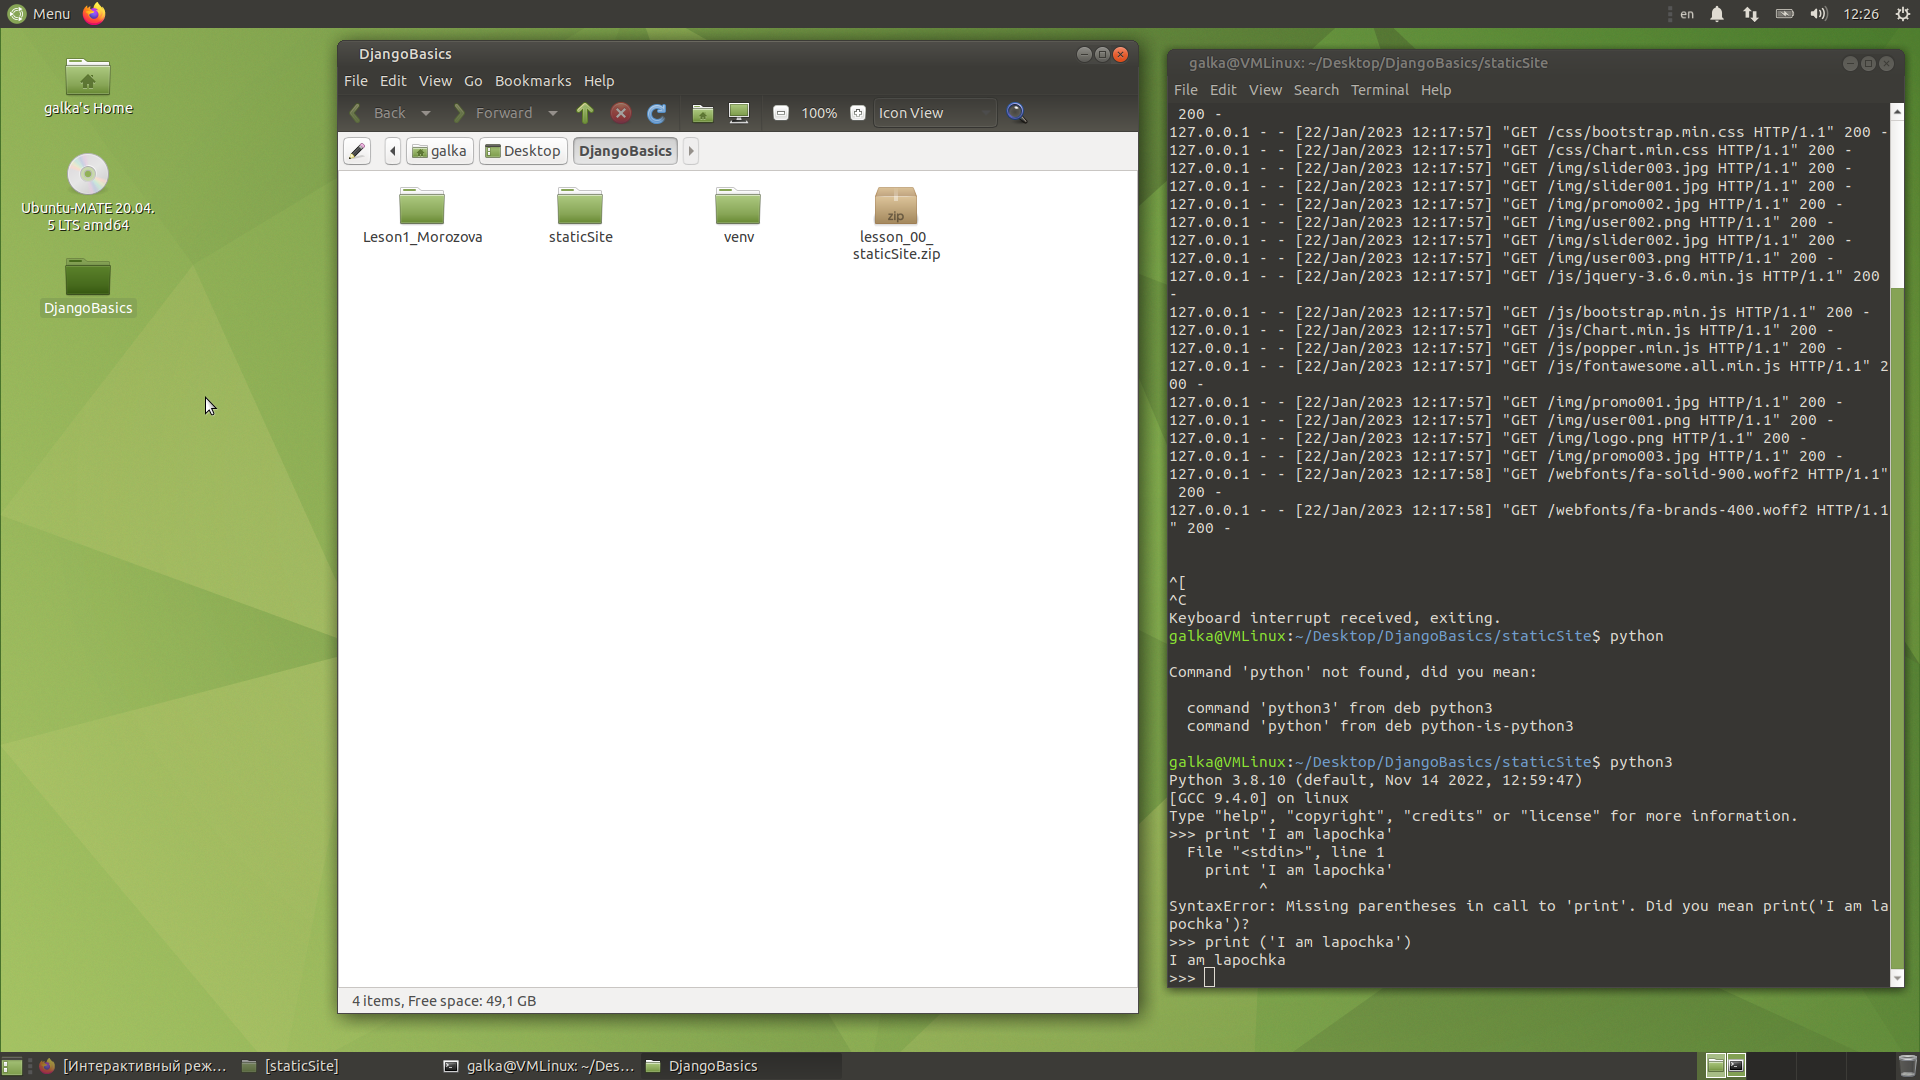 Menu
en
12:26
galka's Home
Ubuntu-MATE 20.04.
5 LTS amd64
DjangoBasics
DjangoBasics
File Edit View Go Bookmarks Help
Back Forward 100% Icon View
galka Desktop DjangoBasics
Leson1_Morozova
staticSite
venv
zip
lesson_00_
staticSite.zip
4 items, Free space: 49,1 GB
galka@VMLinux: ~/Desktop/DjangoBasics/staticSite
File Edit View Search Terminal Help
 200 -
127.0.0.1 - - [22/Jan/2023 12:17:57] "GET /css/bootstrap.min.css HTTP/1.1" 200 -
127.0.0.1 - - [22/Jan/2023 12:17:57] "GET /css/Chart.min.css HTTP/1.1" 200 -
127.0.0.1 - - [22/Jan/2023 12:17:57] "GET /img/slider003.jpg HTTP/1.1" 200 -
127.0.0.1 - - [22/Jan/2023 12:17:57] "GET /img/slider001.jpg HTTP/1.1" 200 -
127.0.0.1 - - [22/Jan/2023 12:17:57] "GET /img/promo002.jpg HTTP/1.1" 200 -
127.0.0.1 - - [22/Jan/2023 12:17:57] "GET /img/user002.png HTTP/1.1" 200 -
127.0.0.1 - - [22/Jan/2023 12:17:57] "GET /img/slider002.jpg HTTP/1.1" 200 -
127.0.0.1 - - [22/Jan/2023 12:17:57] "GET /img/user003.png HTTP/1.1" 200 -
127.0.0.1 - - [22/Jan/2023 12:17:57] "GET /js/jquery-3.6.0.min.js HTTP/1.1" 200
-
127.0.0.1 - - [22/Jan/2023 12:17:57] "GET /js/bootstrap.min.js HTTP/1.1" 200 -
127.0.0.1 - - [22/Jan/2023 12:17:57] "GET /js/Chart.min.js HTTP/1.1" 200 -
127.0.0.1 - - [22/Jan/2023 12:17:57] "GET /js/popper.min.js HTTP/1.1" 200 -
127.0.0.1 - - [22/Jan/2023 12:17:57] "GET /js/fontawesome.all.min.js HTTP/1.1" 2
00 -
127.0.0.1 - - [22/Jan/2023 12:17:57] "GET /img/promo001.jpg HTTP/1.1" 200 -
127.0.0.1 - - [22/Jan/2023 12:17:57] "GET /img/user001.png HTTP/1.1" 200 -
127.0.0.1 - - [22/Jan/2023 12:17:57] "GET /img/logo.png HTTP/1.1" 200 -
127.0.0.1 - - [22/Jan/2023 12:17:57] "GET /img/promo003.jpg HTTP/1.1" 200 -
127.0.0.1 - - [22/Jan/2023 12:17:58] "GET /webfonts/fa-solid-900.woff2 HTTP/1.1"
 200 -
127.0.0.1 - - [22/Jan/2023 12:17:58] "GET /webfonts/fa-brands-400.woff2 HTTP/1.1
" 200 -
^[
^C
Keyboard interrupt received, exiting.
galka@VMLinux:~/Desktop/DjangoBasics/staticSite$ python
Command 'python' not found, did you mean:
  command 'python3' from deb python3
  command 'python' from deb python-is-python3
galka@VMLinux:~/Desktop/DjangoBasics/staticSite$ python3
Python 3.8.10 (default, Nov 14 2022, 12:59:47)
[GCC 9.4.0] on linux
Type "help", "copyright", "credits" or "license" for more information.
>>> print 'I am lapochka'
  File "<stdin>", line 1
    print 'I am lapochka'
          ^
SyntaxError: Missing parentheses in call to 'print'. Did you mean print('I am la
pochka')?
>>> print ('I am lapochka')
I am lapochka
>>>
[Интерактивный реж...
[staticSite]
galka@VMLinux: ~/Des...
DjangoBasics